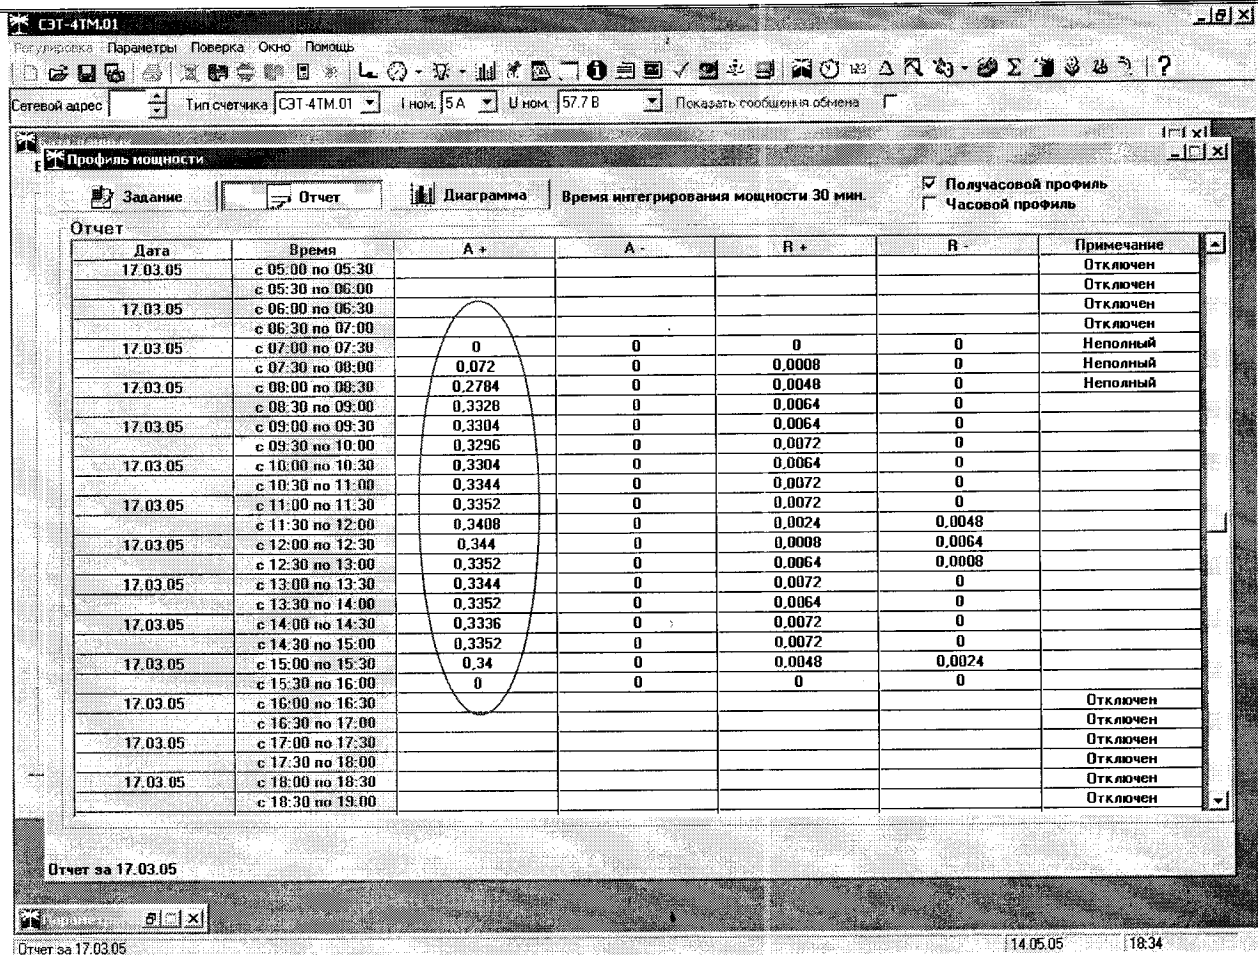 СЭТ-4ТМ.01
Регулировка Параметры Поверка Окно Помощь
Сетевой адрес Тип счетчика СЭТ-4ТМ.01 I ном. 5 А U ном. 57.7 В Показать сообщения обмена
Профиль мощности
Задание Отчет Диаграмма Время интегрирования мощности 30 мин.
Получасовой профиль
Часовой профиль
Отчет
Дата Время A + A - R + R - Примечание
17.03.05 с 05:00 по 05:30 Отключен
с 05:30 по 06:00 Отключен
17.03.05 с 06:00 по 06:30 Отключен
с 06:30 по 07:00 Отключен
17.03.05 с 07:00 по 07:30 0 0 0 0 Неполный
с 07:30 по 08:00 0,072 0 0,0008 0 Неполный
17.03.05 с 08:00 по 08:30 0,2784 0 0,0048 0 Неполный
с 08:30 по 09:00 0,3328 0 0,0064 0
17.03.05 с 09:00 по 09:30 0,3304 0 0,0064 0
с 09:30 по 10:00 0,3296 0 0,0072 0
17.03.05 с 10:00 по 10:30 0,3304 0 0,0064 0
с 10:30 по 11:00 0,3344 0 0,0072 0
17.03.05 с 11:00 по 11:30 0,3352 0 0,0072 0
с 11:30 по 12:00 0,3408 0 0,0024 0,0048
17.03.05 с 12:00 по 12:30 0,344 0 0,0008 0,0064
с 12:30 по 13:00 0,3352 0 0,0064 0,0008
17.03.05 с 13:00 по 13:30 0,3344 0 0,0072 0
с 13:30 по 14:00 0,3352 0 0,0064 0
17.03.05 с 14:00 по 14:30 0,3336 0 0,0072 0
с 14:30 по 15:00 0,3352 0 0,0072 0
17.03.05 с 15:00 по 15:30 0,34 0 0,0048 0,0024
с 15:30 по 16:00 0 0 0 0
17.03.05 с 16:00 по 16:30 Отключен
с 16:30 по 17:00 Отключен
17.03.05 с 17:00 по 17:30 Отключен
с 17:30 по 18:00 Отключен
17.03.05 с 18:00 по 18:30 Отключен
с 18:30 по 19:00 Отключен
Отчет за 17.03.05
Отчет за 17.03.05 14.05.05 18:34